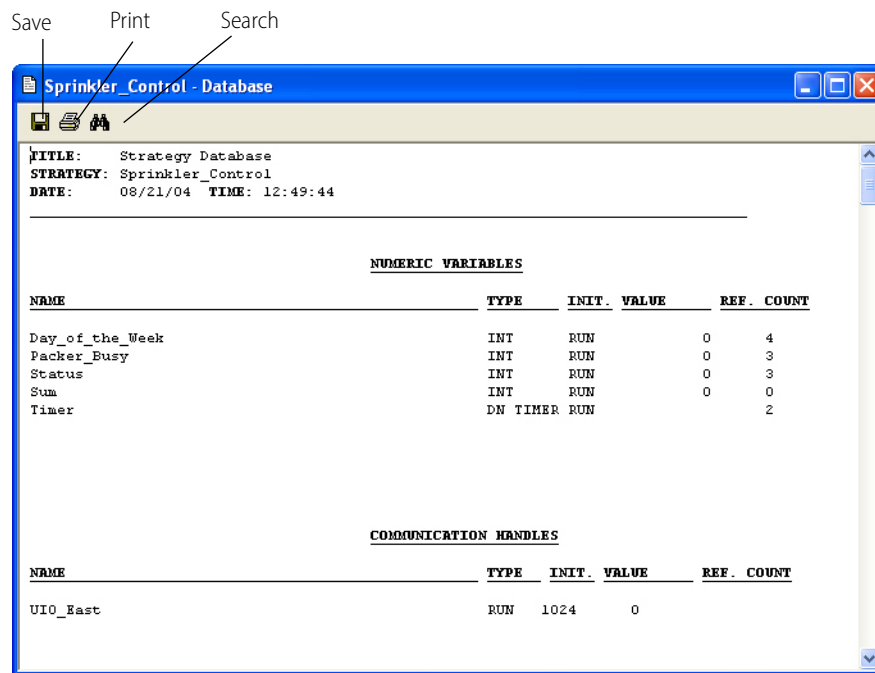 Save Print Search
Sprinkler_Control - Database
TITLE: Strategy Database
STRATEGY: Sprinkler_Control
DATE: 08/21/04 TIME: 12:49:44
NUMERIC VARIABLES
NAME TYPE INIT. VALUE REF. COUNT
Day_of_the_Week INT RUN 0 4
Packer_Busy INT RUN 0 3
Status INT RUN 0 3
Sum INT RUN 0 0
Timer DN TIMER RUN 2
COMMUNICATION HANDLES
NAME TYPE INIT. VALUE REF. COUNT
UIO_East RUN 1024 0